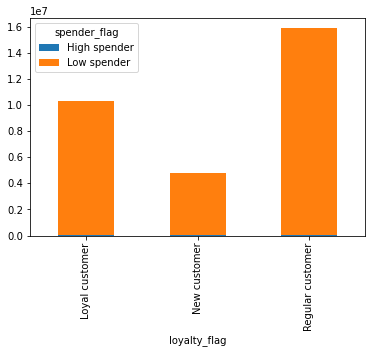 1e7
spender_flag
High spender
Low spender
1.6
1.4
1.2
1.0
0.8
0.6
0.4
0.2
0.0
Loyal customer
New customer
Regular customer
loyalty_flag